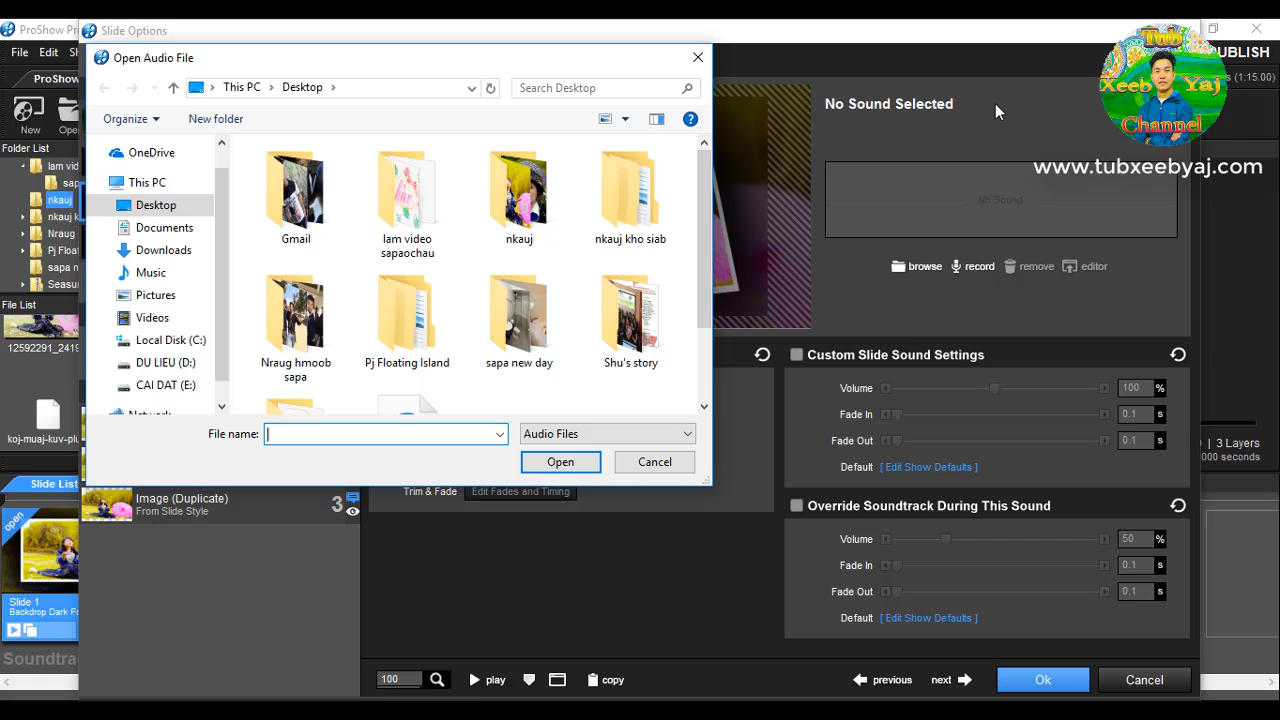 ProShow Pr
Slide Options
File
Edit
S
PUBLISH
Tub
Xeeb Yaj
Channel
www.tubxeebyaj.com
ProShow
(1:15.00)
New
Open
Folder List
lam vid
sap
nkauj
nkauj k
Nraug
Pj Float
sapa n
Seasu
File List
12592291_2419
koj-muaj-kuv-plu
Slide List
open
Slide 1
Backdrop Dark Fr
Soundtrac
Open Audio File
This PC
Desktop
Search Desktop
Organize
New folder
OneDrive
This PC
Desktop
Documents
Downloads
Music
Pictures
Videos
Local Disk (C:)
DU LIEU (D:)
CAI DAT (E:)
Network
Gmail
lam video
sapaochau
nkauj
nkauj kho siab
Nraug hmoob
sapa
Pj Floating Island
sapa new day
Shu's story
File name:
Audio Files
Open
Cancel
Image (Duplicate)
From Slide Style
3
Trim & Fade
Edit Fades and Timing
No Sound Selected
No Sound
browse
record
remove
editor
Custom Slide Sound Settings
Volume
100
%
Fade In
0.1
s
Fade Out
0.1
s
Default
[ Edit Show Defaults ]
Override Soundtrack During This Sound
Volume
50
%
Fade In
0.1
s
Fade Out
0.1
s
Default
[ Edit Show Defaults ]
| 3 Layers
000 seconds
100
play
copy
previous
next
Ok
Cancel